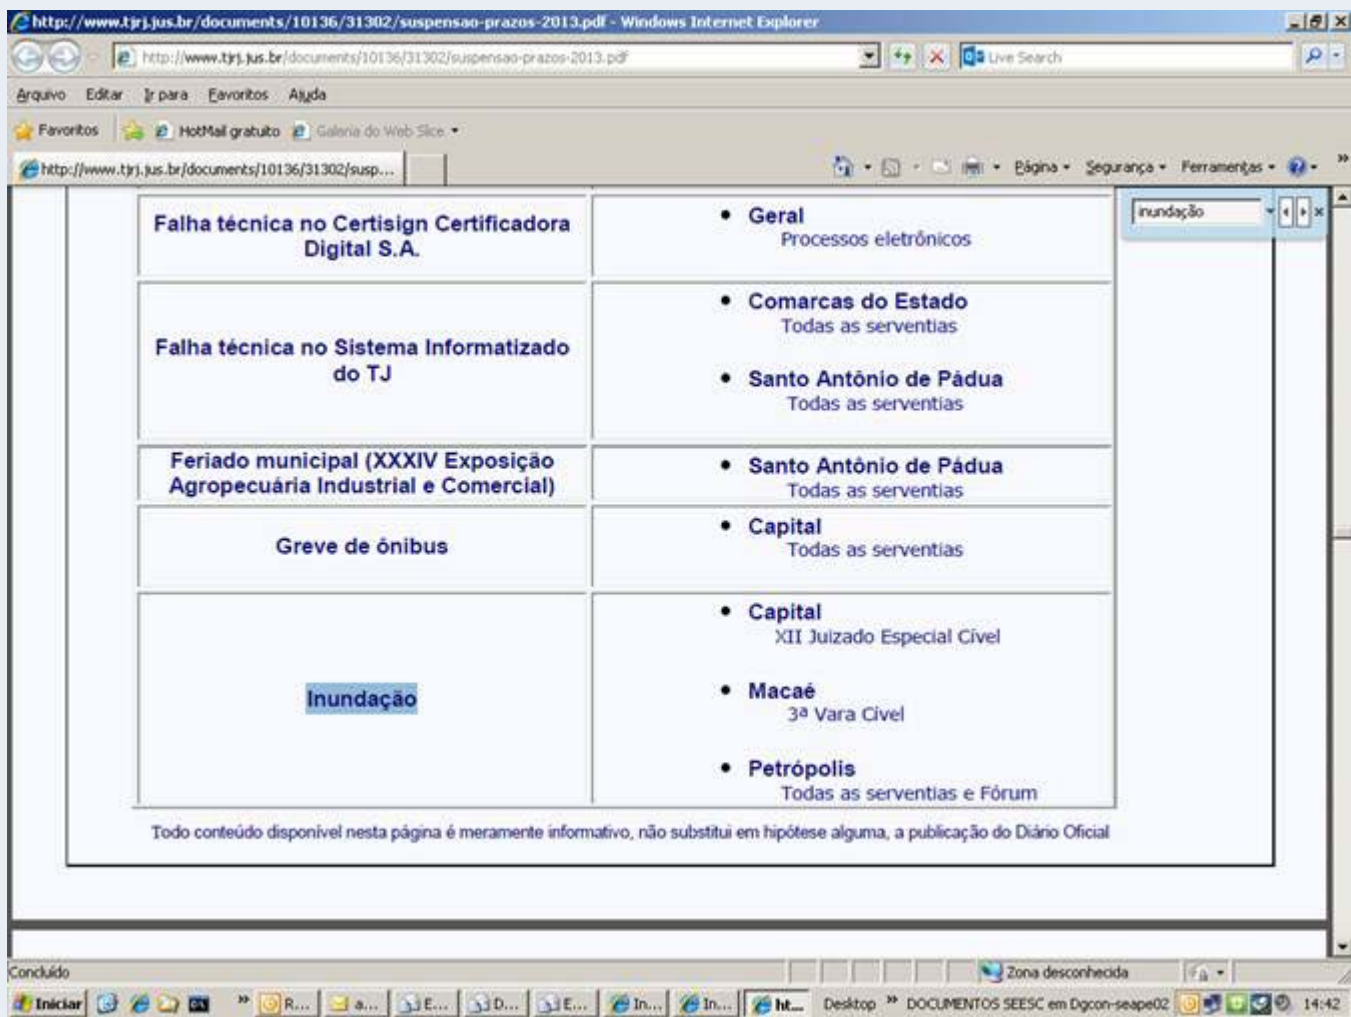 http://www.tjrj.jus.br/documents/10136/31302/suspensao-prazos-2013.pdf - Windows Internet Explorer
http://www.tjrj.jus.br/documents/10136/31302/suspensao-prazos-2013.pdf
Live Search
Arquivo Editar Ir para Favoritos Ajuda
Favoritos HotMail gratuito Galeria do Web Slice
http://www.tjrj.jus.br/documents/10136/31302/susp...
Página Segurança Ferramentas
inundação
Falha técnica no Certisign Certificadora
Digital S.A.
Geral
Processos eletrônicos
Falha técnica no Sistema Informatizado
do TJ
Comarcas do Estado
Todas as serventias
Santo Antônio de Pádua
Todas as serventias
Feriado municipal (XXXIV Exposição
Agropecuária Industrial e Comercial)
Santo Antônio de Pádua
Todas as serventias
Greve de ônibus
Capital
Todas as serventias
Inundação
Capital
XII Juizado Especial Cível
Macaé
3ª Vara Cível
Petrópolis
Todas as serventias e Fórum
Todo conteúdo disponível nesta página é meramente informativo, não substitui em hipótese alguma, a publicação do Diário Oficial
Concluído
Zona desconhecida
Iniciar » R... a... E... D... E... In... In... ht... Desktop » DOCUMENTOS SEESC em Dgcon-seape02 14:42